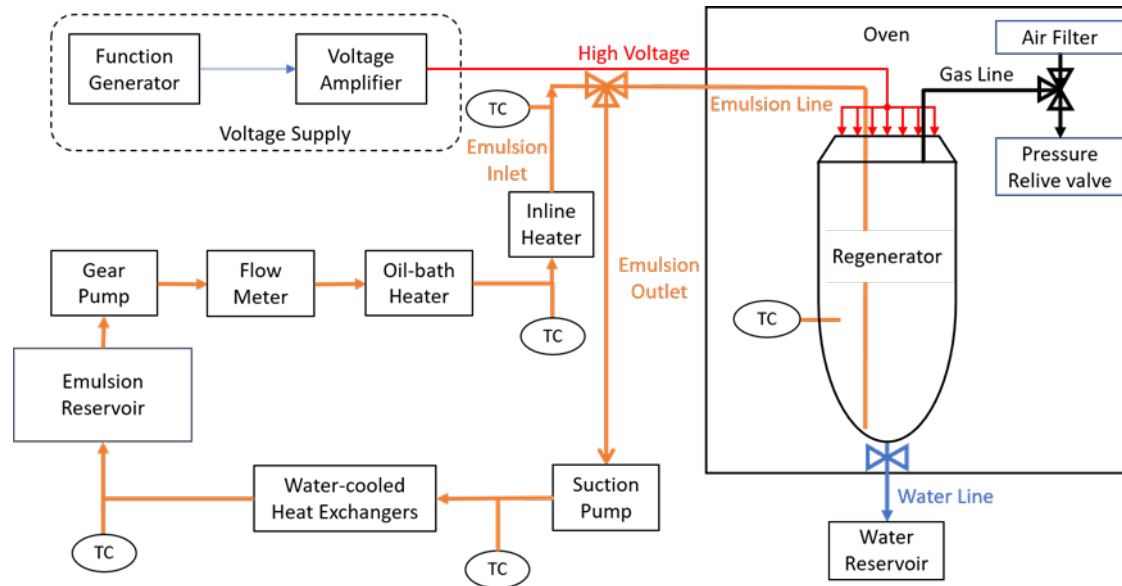 Function
Generator
Voltage
Amplifier
Voltage Supply
High Voltage
Oven
Air Filter
Gas Line
Pressure
Relive valve
TC
Emulsion
Inlet
Emulsion Line
Inline
Heater
Emulsion
Outlet
Regenerator
TC
Gear
Pump
Flow
Meter
Oil-bath
Heater
TC
Emulsion
Reservoir
Water-cooled
Heat Exchangers
Suction
Pump
TC
TC
Water Line
Water
Reservoir